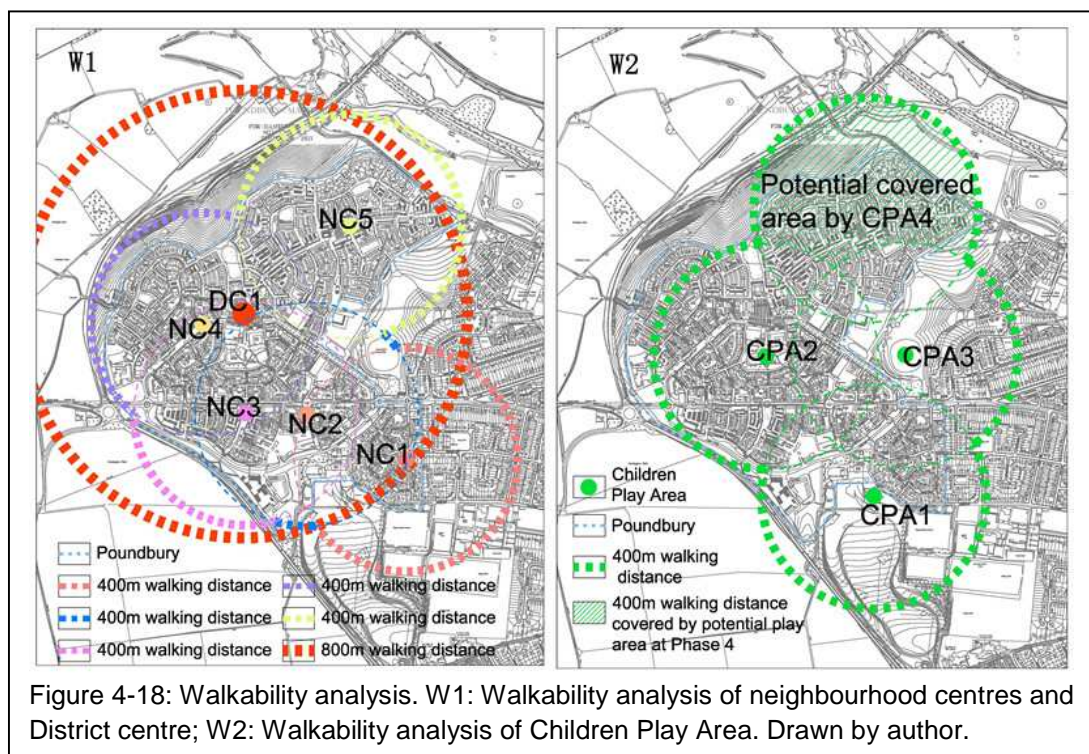 W1
NC5
DC1
NC4
NC3
NC2
NC1
Poundbury
400m walking distance
400m walking distance
400m walking distance
400m walking distance
400m walking distance
800m walking distance
W2
Potential covered
area by CPA4
CPA2
CPA3
CPA1
Children
Play Area
Poundbury
400m walking
distance
400m walking distance
covered by potential play
area at Phase 4
Figure 4-18: Walkability analysis. W1: Walkability analysis of neighbourhood centres and
District centre; W2: Walkability analysis of Children Play Area. Drawn by author.